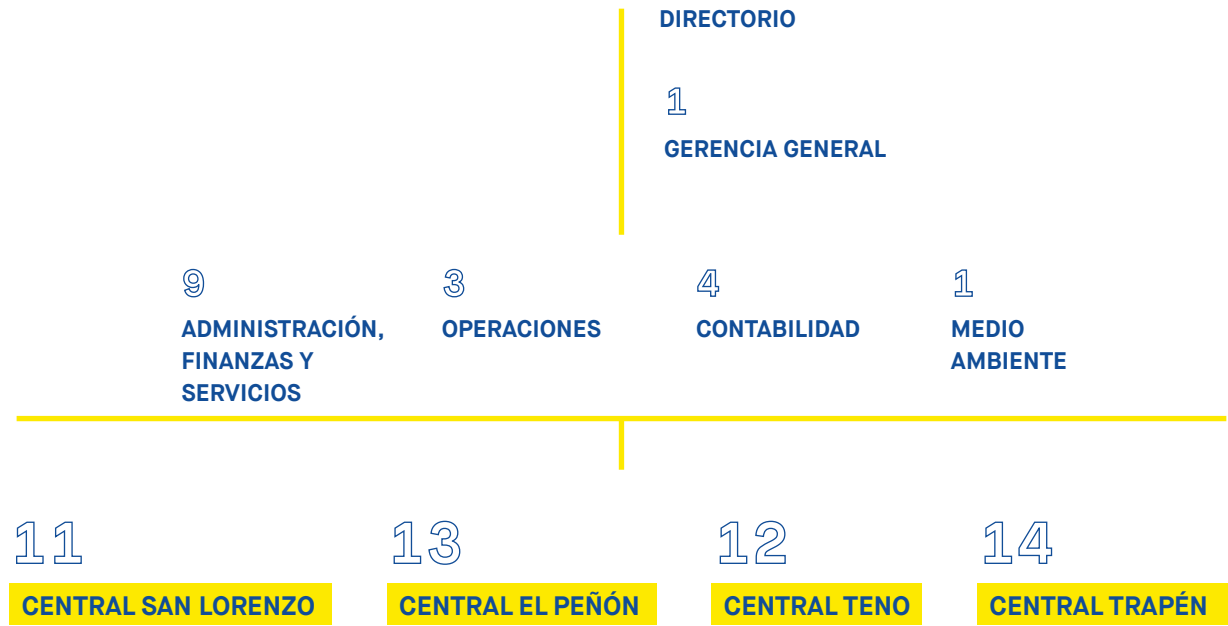 DIRECTORIO
1
GERENCIA GENERAL
9
ADMINISTRACIÓN,
FINANZAS Y
SERVICIOS
3
OPERACIONES
4
CONTABILIDAD
1
MEDIO
AMBIENTE
11
CENTRAL SAN LORENZO
13
CENTRAL EL PEÑÓN
12
CENTRAL TENO
14
CENTRAL TRAPÉN